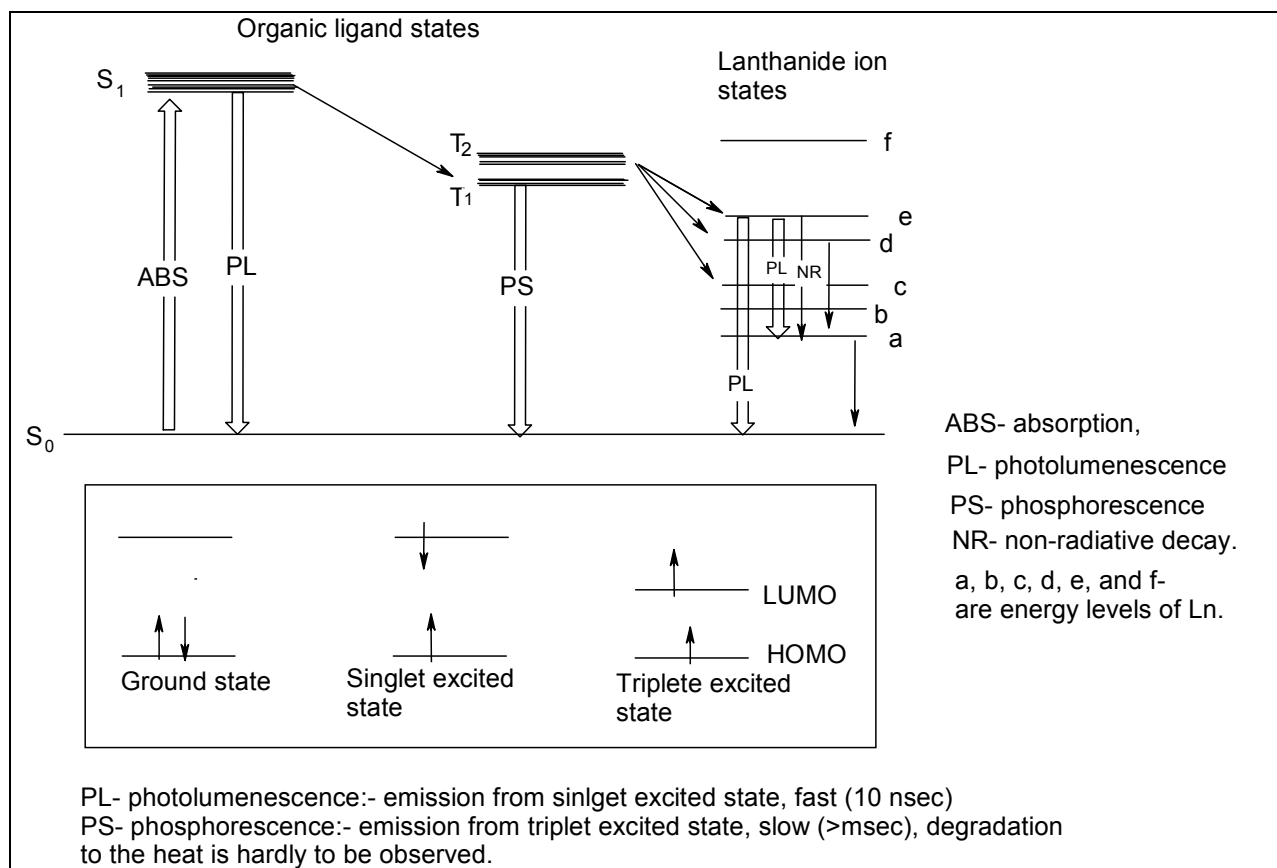 Organic ligand states
Lanthanide ion
states
S1
f
T2
T1
e
d
PL
NR
ABS
PL
PS
c
b
a
PL
S0
ABS- absorption,
PL- photolumenescence
PS- phosphorescence
NR- non-radiative decay.
a, b, c, d, e, and f-
are energy levels of Ln.
LUMO
HOMO
Ground state
Singlet excited
state
Triplete excited
state
PL- photolumenescence:- emission from sinlget excited state, fast (10 nsec)
PS- phosphorescence:- emission from triplet excited state, slow (>msec), degradation
to the heat is hardly to be observed.